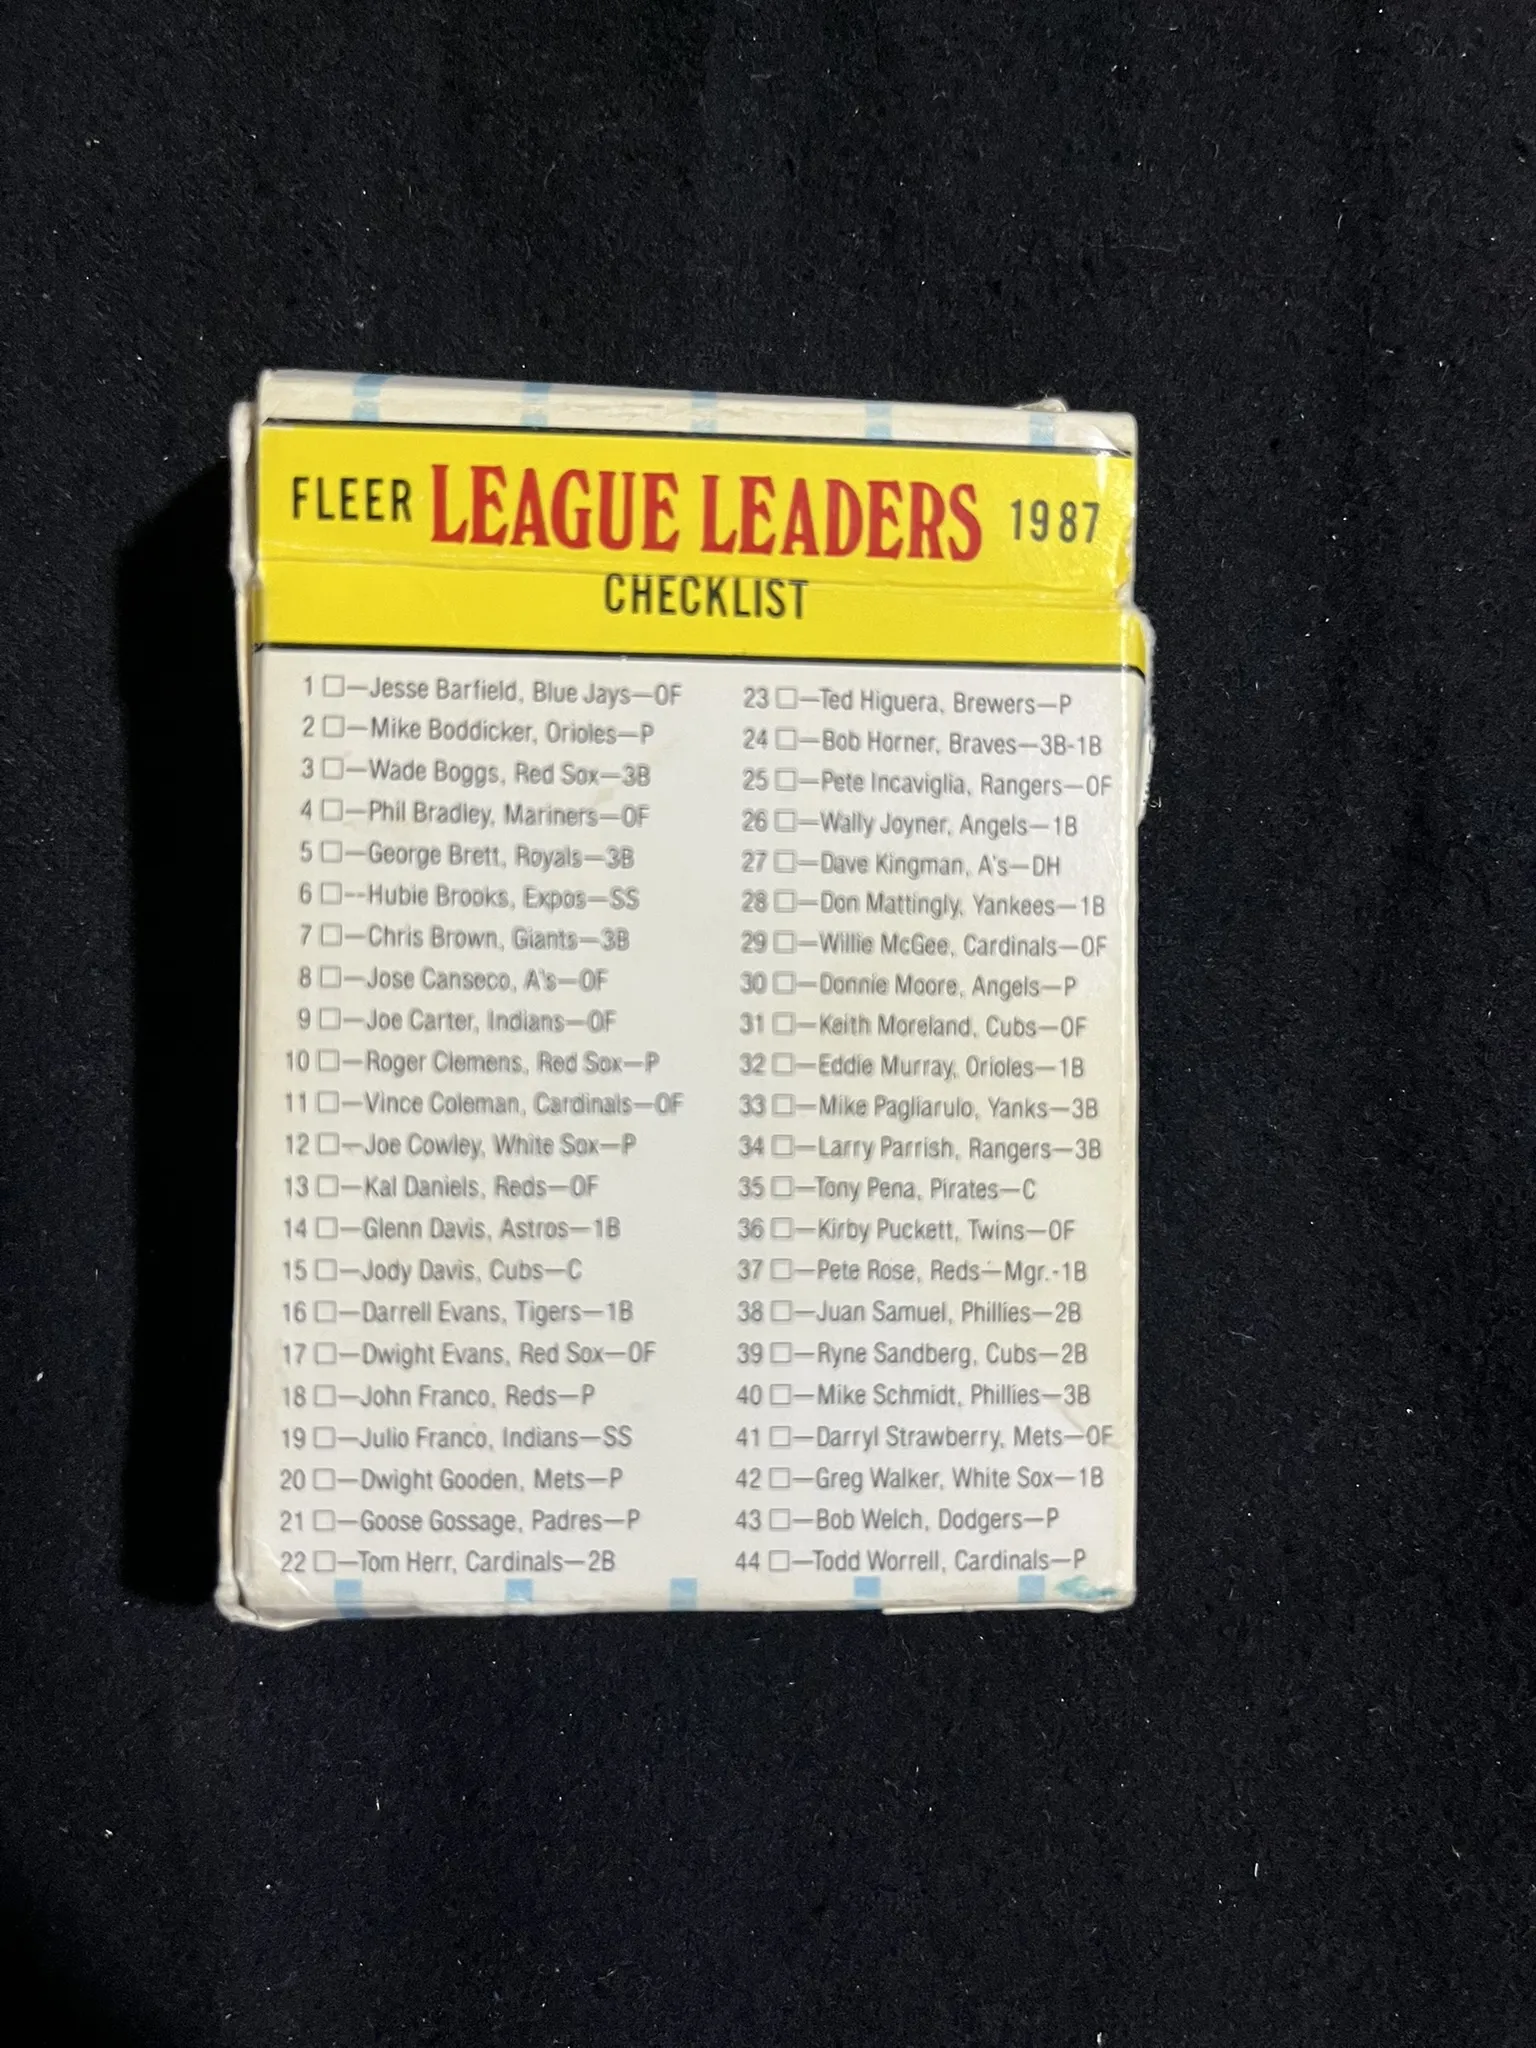 FLEER LEAGUE LEADERS 1987
CHECKLIST
1 □—Jesse Barfield, Blue Jays—OF
2 □—Mike Boddicker, Orioles—P
3 □—Wade Boggs, Red Sox—3B
4 □—Phil Bradley, Mariners—OF
5 □—George Brett, Royals—3B
6 □--Hubie Brooks, Expos—SS
7 □—Chris Brown, Giants—3B
8 □—Jose Canseco, A's—OF
9 □—Joe Carter, Indians—OF
10 □—Roger Clemens, Red Sox—P
11 □—Vince Coleman, Cardinals—OF
12 □—Joe Cowley, White Sox—P
13 □—Kal Daniels, Reds—OF
14 □—Glenn Davis, Astros—1B
15 □—Jody Davis, Cubs—C
16 □—Darrell Evans, Tigers—1B
17 □—Dwight Evans, Red Sox—OF
18 □—John Franco, Reds—P
19 □—Julio Franco, Indians—SS
20 □—Dwight Gooden, Mets—P
21 □—Goose Gossage, Padres—P
22 □—Tom Herr, Cardinals—2B
23 □—Ted Higuera, Brewers—P
24 □—Bob Horner, Braves—3B-1B
25 □—Pete Incaviglia, Rangers—OF
26 □—Wally Joyner, Angels—1B
27 □—Dave Kingman, A's—DH
28 □—Don Mattingly, Yankees—1B
29 □—Willie McGee, Cardinals—OF
30 □—Donnie Moore, Angels—P
31 □—Keith Moreland, Cubs—OF
32 □—Eddie Murray, Orioles—1B
33 □—Mike Pagliarulo, Yanks—3B
34 □—Larry Parrish, Rangers—3B
35 □—Tony Pena, Pirates—C
36 □—Kirby Puckett, Twins—OF
37 □—Pete Rose, Reds—Mgr.-1B
38 □—Juan Samuel, Phillies—2B
39 □—Ryne Sandberg, Cubs—2B
40 □—Mike Schmidt, Phillies—3B
41 □—Darryl Strawberry, Mets—OF
42 □—Greg Walker, White Sox—1B
43 □—Bob Welch, Dodgers—P
44 □—Todd Worrell, Cardinals—P